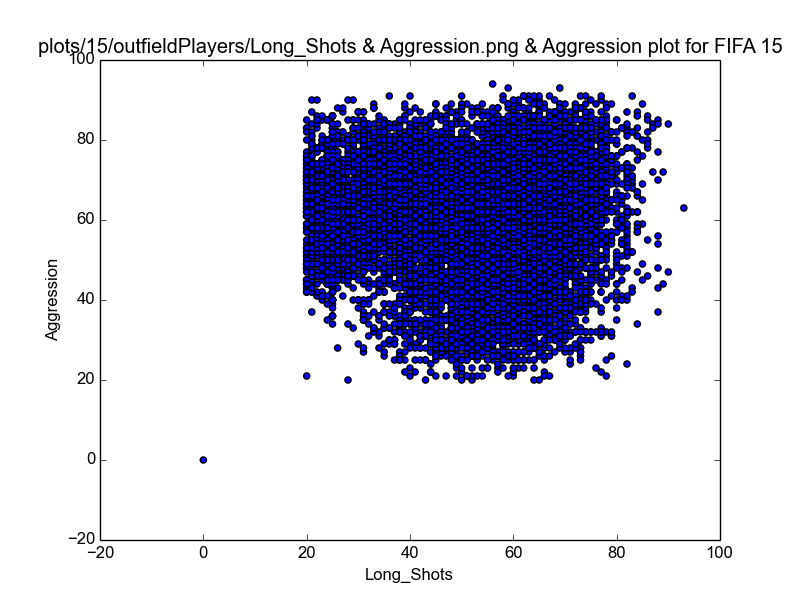 plots/15/outfieldPlayers/Long_Shots & Aggression.png & Aggression plot for FIFA 15
100
80
60
40
20
0
−20
−20 0 20 40 60 80 100
Aggression
Long_Shots